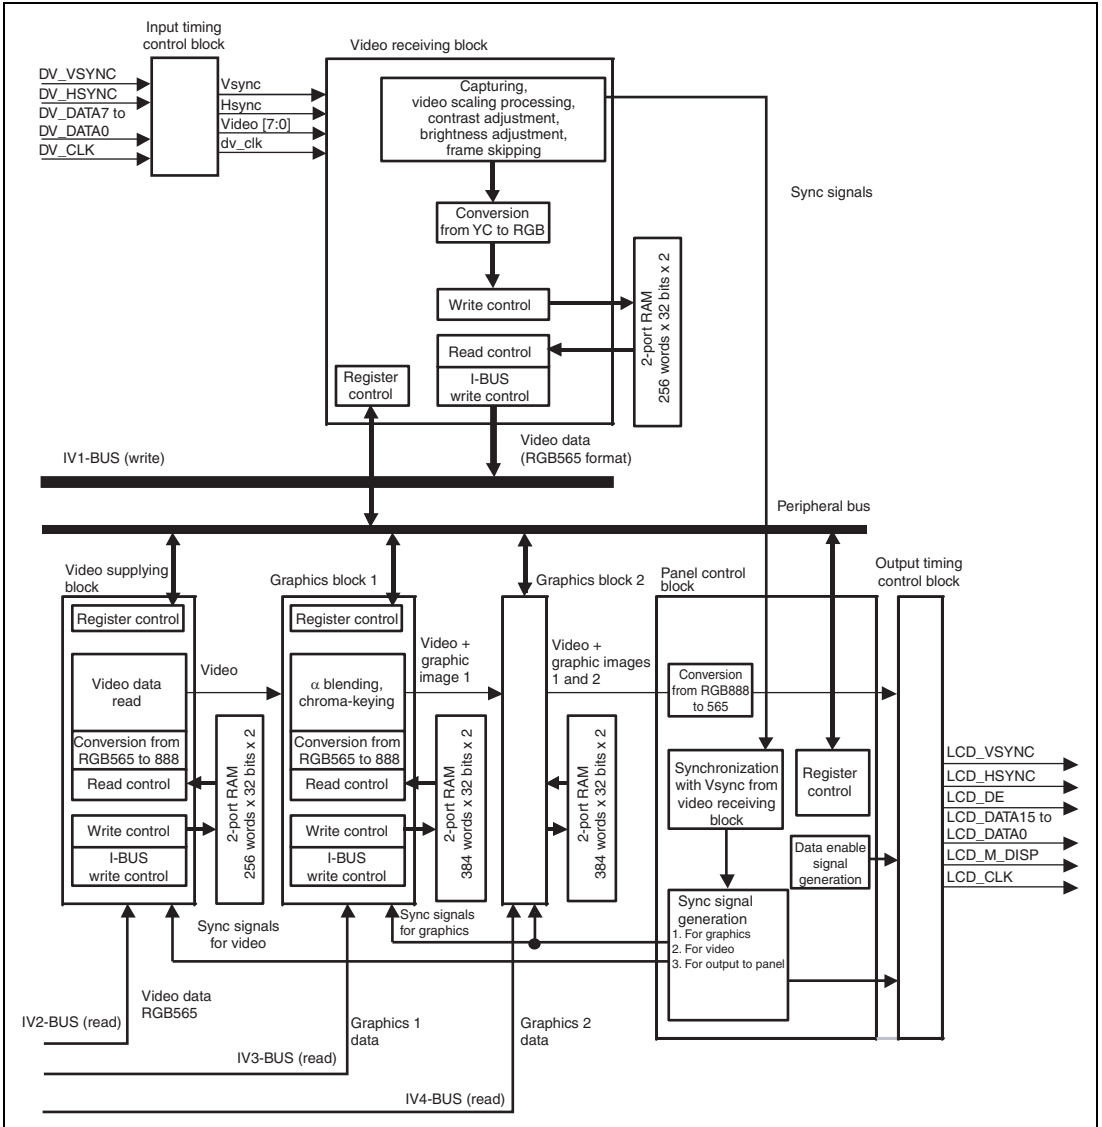 Input timing
control block
DV_VSYNC
DV_HSYNC
DV_DATA7 to
DV_DATA0
DV_CLK
Vsync
Hsync
Video [7:0]
dv_clk
Video receiving block
Capturing,
video scaling processing,
contrast adjustment,
brightness adjustment,
frame skipping
Conversion
from YC to RGB
Write control
Read control
I-BUS
write control
Register
control
2-port RAM
256 words x 32 bits x 2
Sync signals
Video data
(RGB565 format)
IV1-BUS (write)
Peripheral bus
Video supplying
block
Register control
Video data
read
Conversion from
RGB565 to 888
Read control
Write control
I-BUS
write control
Video
2-port RAM
256 words x 32 bits x 2
Graphics block 1
Register control
α blending,
chroma-keying
Conversion from
RGB565 to 888
Read control
Write control
I-BUS
write control
Video +
graphic
image 1
2-port RAM
384 words x 32 bits x 2
Graphics block 2
Video +
graphic images
1 and 2
2-port RAM
384 words x 32 bits x 2
Panel control
block
Conversion
from RGB888
to 565
Synchronization
with Vsync from
video receiving
block
Register
control
Data enable
signal
generation
Sync signal
generation
1. For graphics
2. For video
3. For output to panel
Output timing
control block
LCD_VSYNC
LCD_HSYNC
LCD_DE
LCD_DATA15 to
LCD_DATA0
LCD_M_DISP
LCD_CLK
Sync signals
for video
Sync signals
for graphics
Video data
RGB565
IV2-BUS (read)
Graphics 1
data
IV3-BUS (read)
Graphics 2
data
IV4-BUS (read)